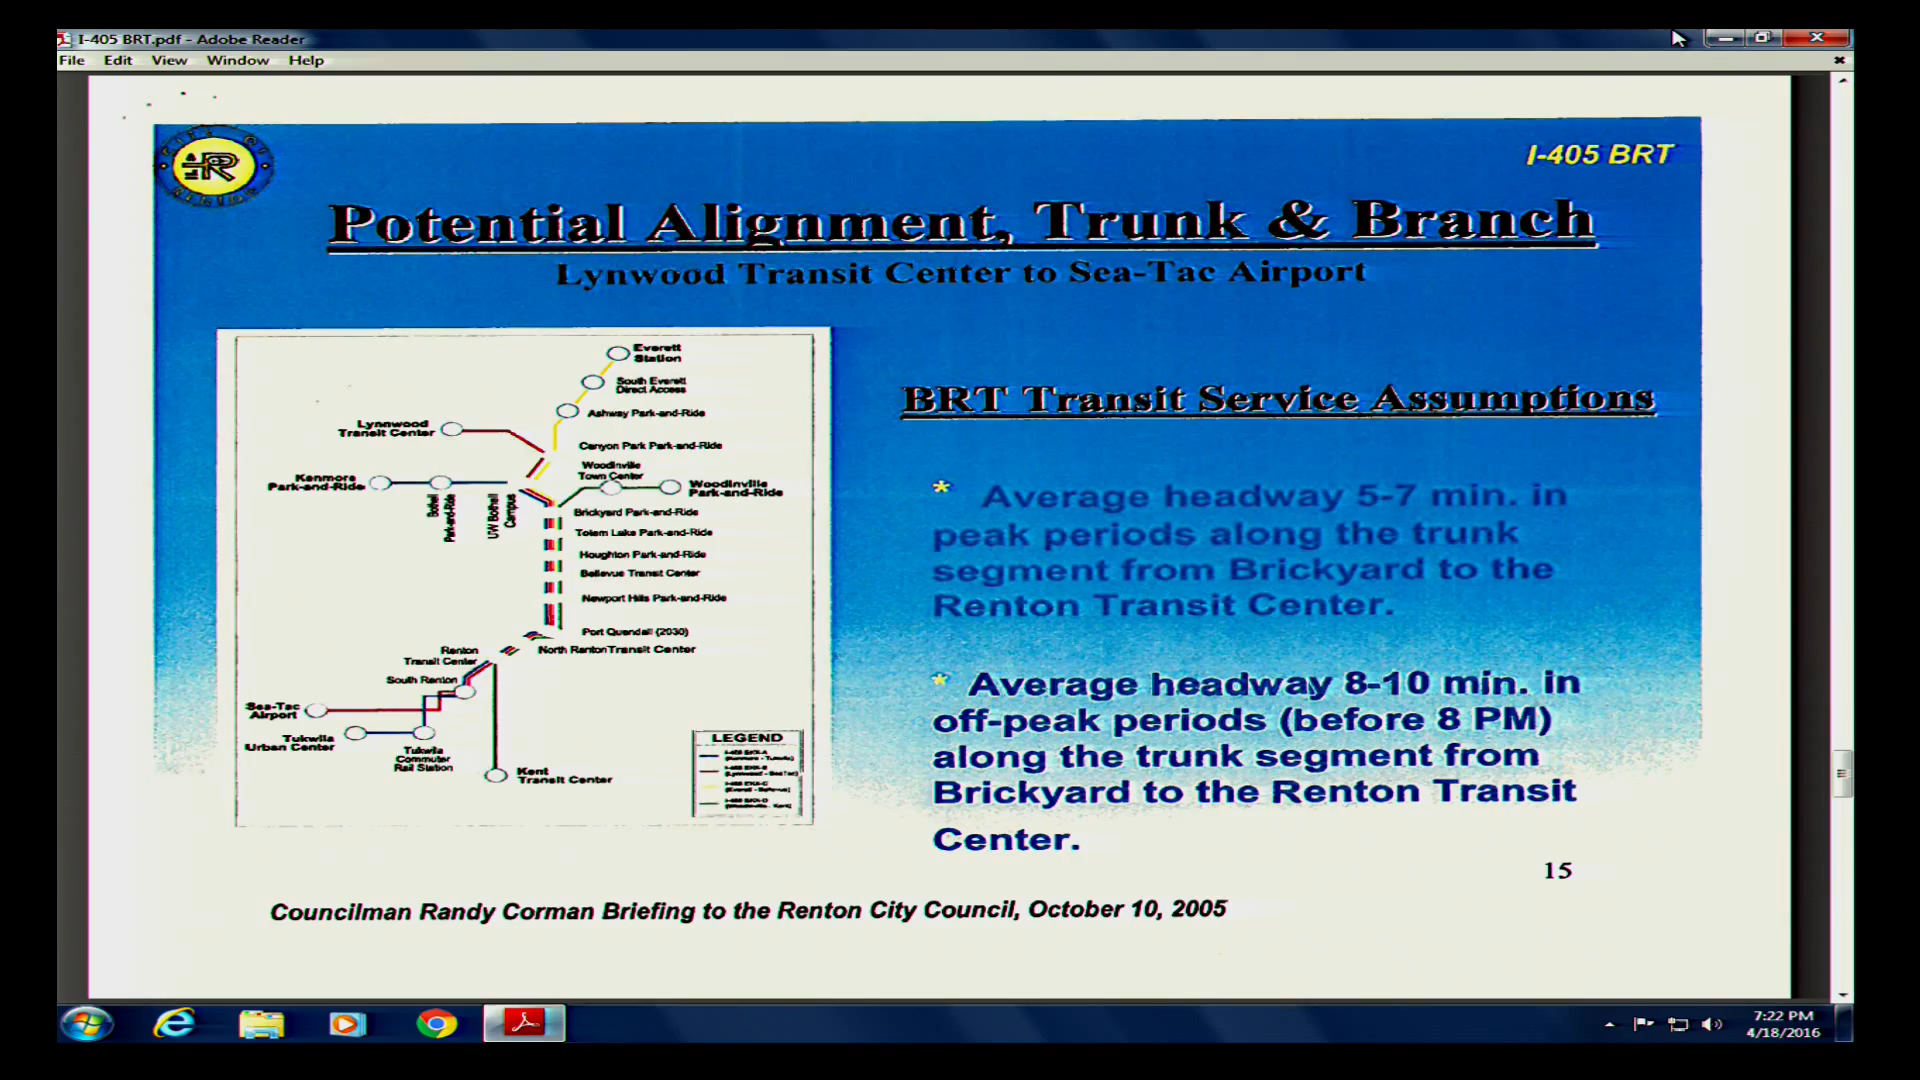 I-405 BRT.pdf - Adobe Reader
File Edit View Window Help
I-405 BRT
Potential Alignment, Trunk & Branch
Lynwood Transit Center to Sea-Tac Airport
Everett
Station
South Everett
Direct Access
Ashway Park-and-Ride
Lynnwood
Transit Center
Canyon Park Park-and-Ride
Woodinville
Town Center
Kenmore
Park-and-Ride
Woodinville
Park-and-Ride
Bothell
Park-and-Ride
UW Bothell
Campus
Brickyard Park-and-Ride
Totem Lake Park-and-Ride
Houghton Park-and-Ride
Bellevue Transit Center
Newport Hills Park-and-Ride
Port Quendall (2030)
North Renton Transit Center
Renton
Transit Center
South Renton
Sea-Tac
Airport
Tukwila
Urban Center
Tukwila
Commuter
Rail Station
Kent
Transit Center
LEGEND
BRT Transit Service Assumptions
* Average headway 5-7 min. in
peak periods along the trunk
segment from Brickyard to the
Renton Transit Center.
* Average headway 8-10 min. in
off-peak periods (before 8 PM)
along the trunk segment from
Brickyard to the Renton Transit
Center.
15
Councilman Randy Corman Briefing to the Renton City Council, October 10, 2005
7:22 PM
4/18/2016